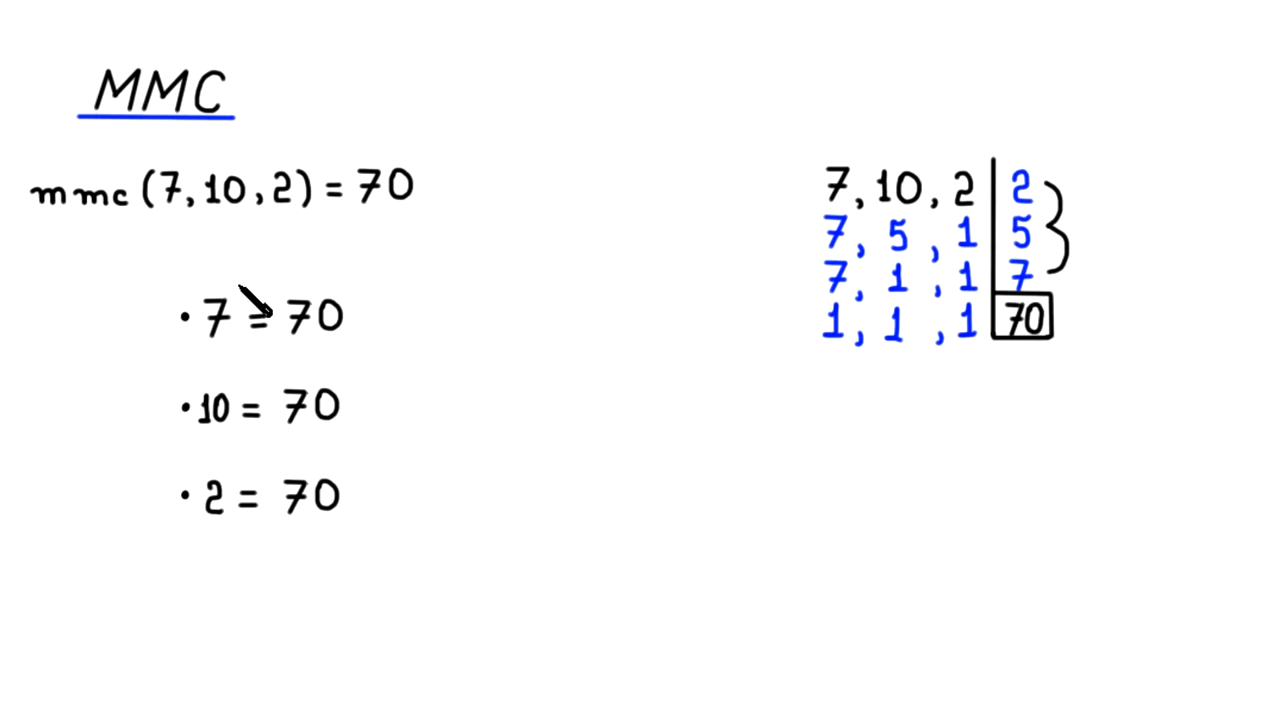 MMC
mmc (7, 10, 2) = 70
· 7 = 70
· 10 = 70
· 2 = 70
7, 10, 2 | 2
7, 5, 1 | 5
7, 1, 1 | 7
1, 1, 1 | 70